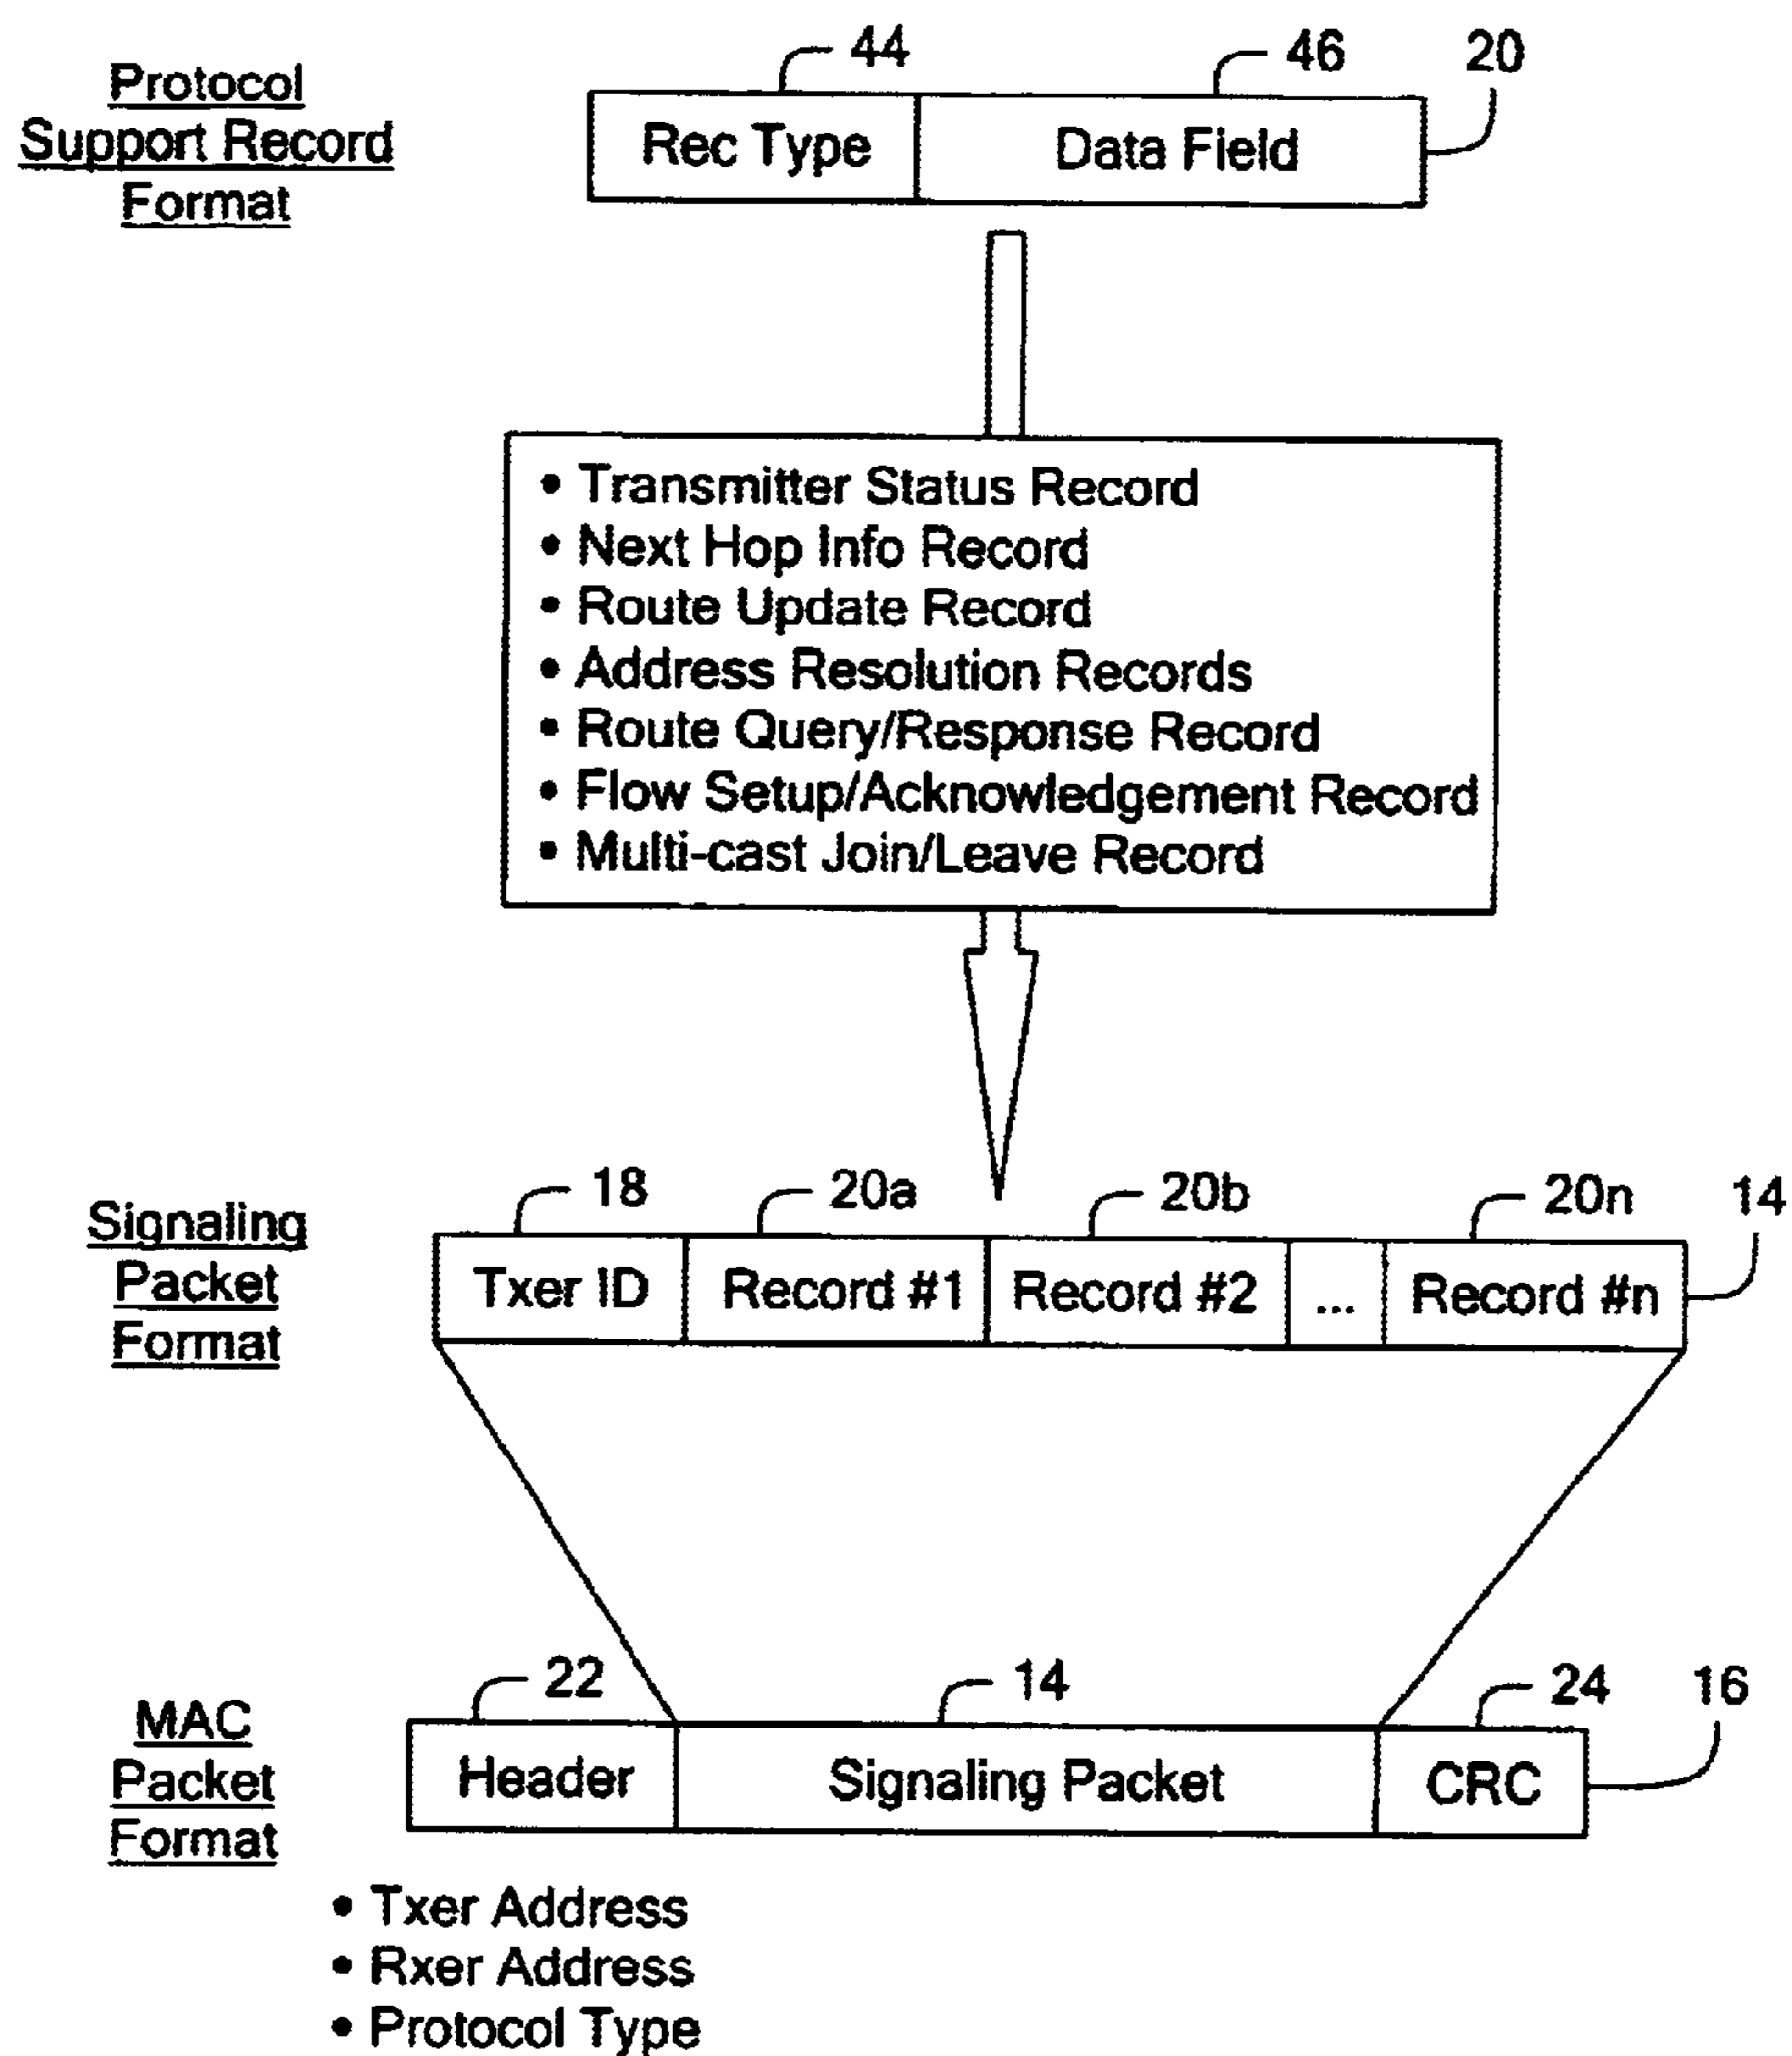 44 46 20
Protocol
Support Record
Format
Rec Type Data Field
• Transmitter Status Record
• Next Hop Info Record
• Route Update Record
• Address Resolution Records
• Route Query/Response Record
• Flow Setup/Acknowledgement Record
• Multi-cast Join/Leave Record
18 20a 20b 20n 14
Signaling
Packet
Format
Txer ID Record #1 Record #2 ... Record #n
22 14 24 16
MAC
Packet
Format
Header Signaling Packet CRC
• Txer Address
• Rxer Address
• Protocol Type